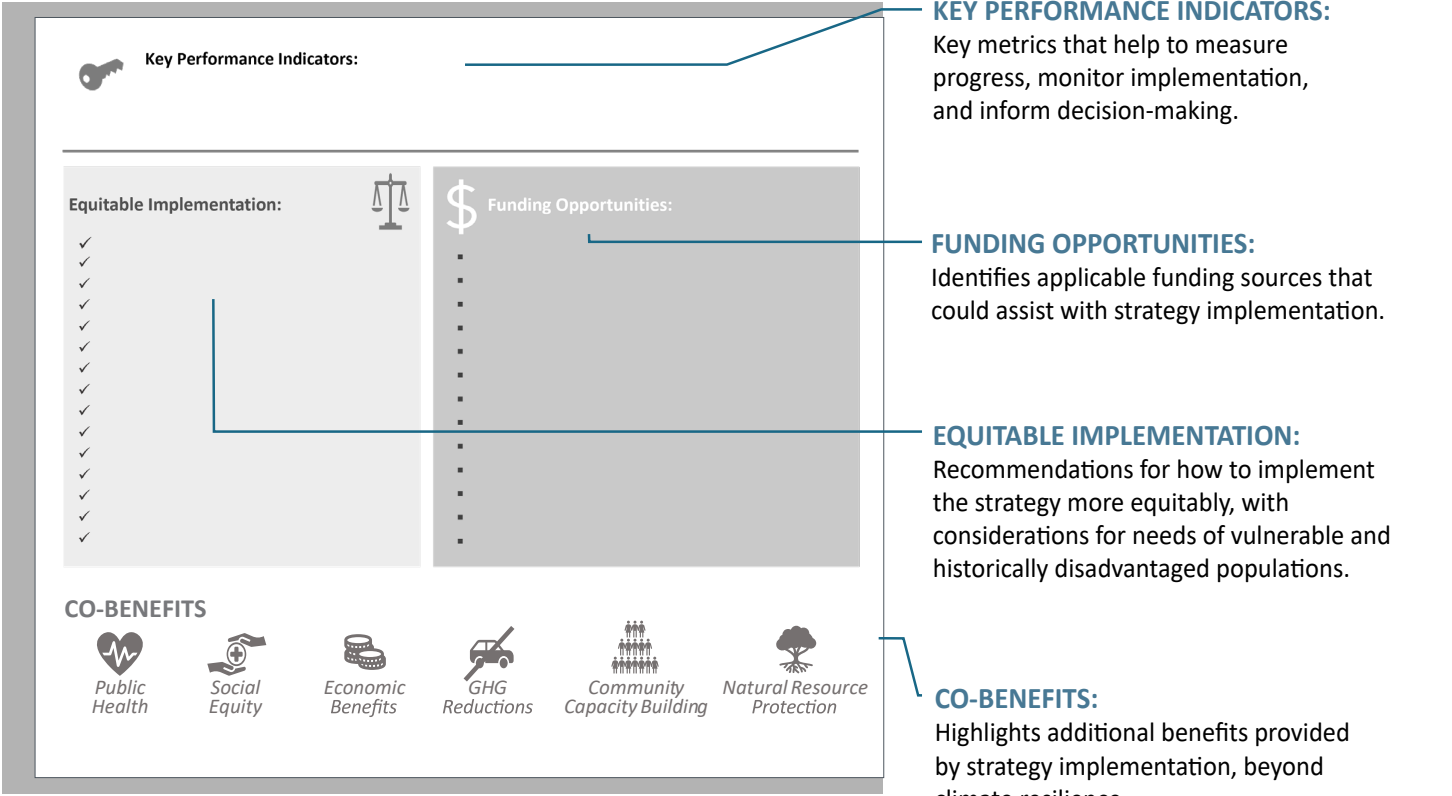 Key Performance Indicators:
Equitable Implementation:
$ Funding Opportunities:
CO-BENEFITS
Public
Health
Social
Equity
Economic
Benefits
GHG
Reductions
Community
Capacity Building
Natural Resource
Protection
KEY PERFORMANCE INDICATORS:
Key metrics that help to measure
progress, monitor implementation,
and inform decision-making.
FUNDING OPPORTUNITIES:
Identifies applicable funding sources that
could assist with strategy implementation.
EQUITABLE IMPLEMENTATION:
Recommendations for how to implement
the strategy more equitably, with
considerations for needs of vulnerable and
historically disadvantaged populations.
CO-BENEFITS:
Highlights additional benefits provided
by strategy implementation, beyond
climate resilience